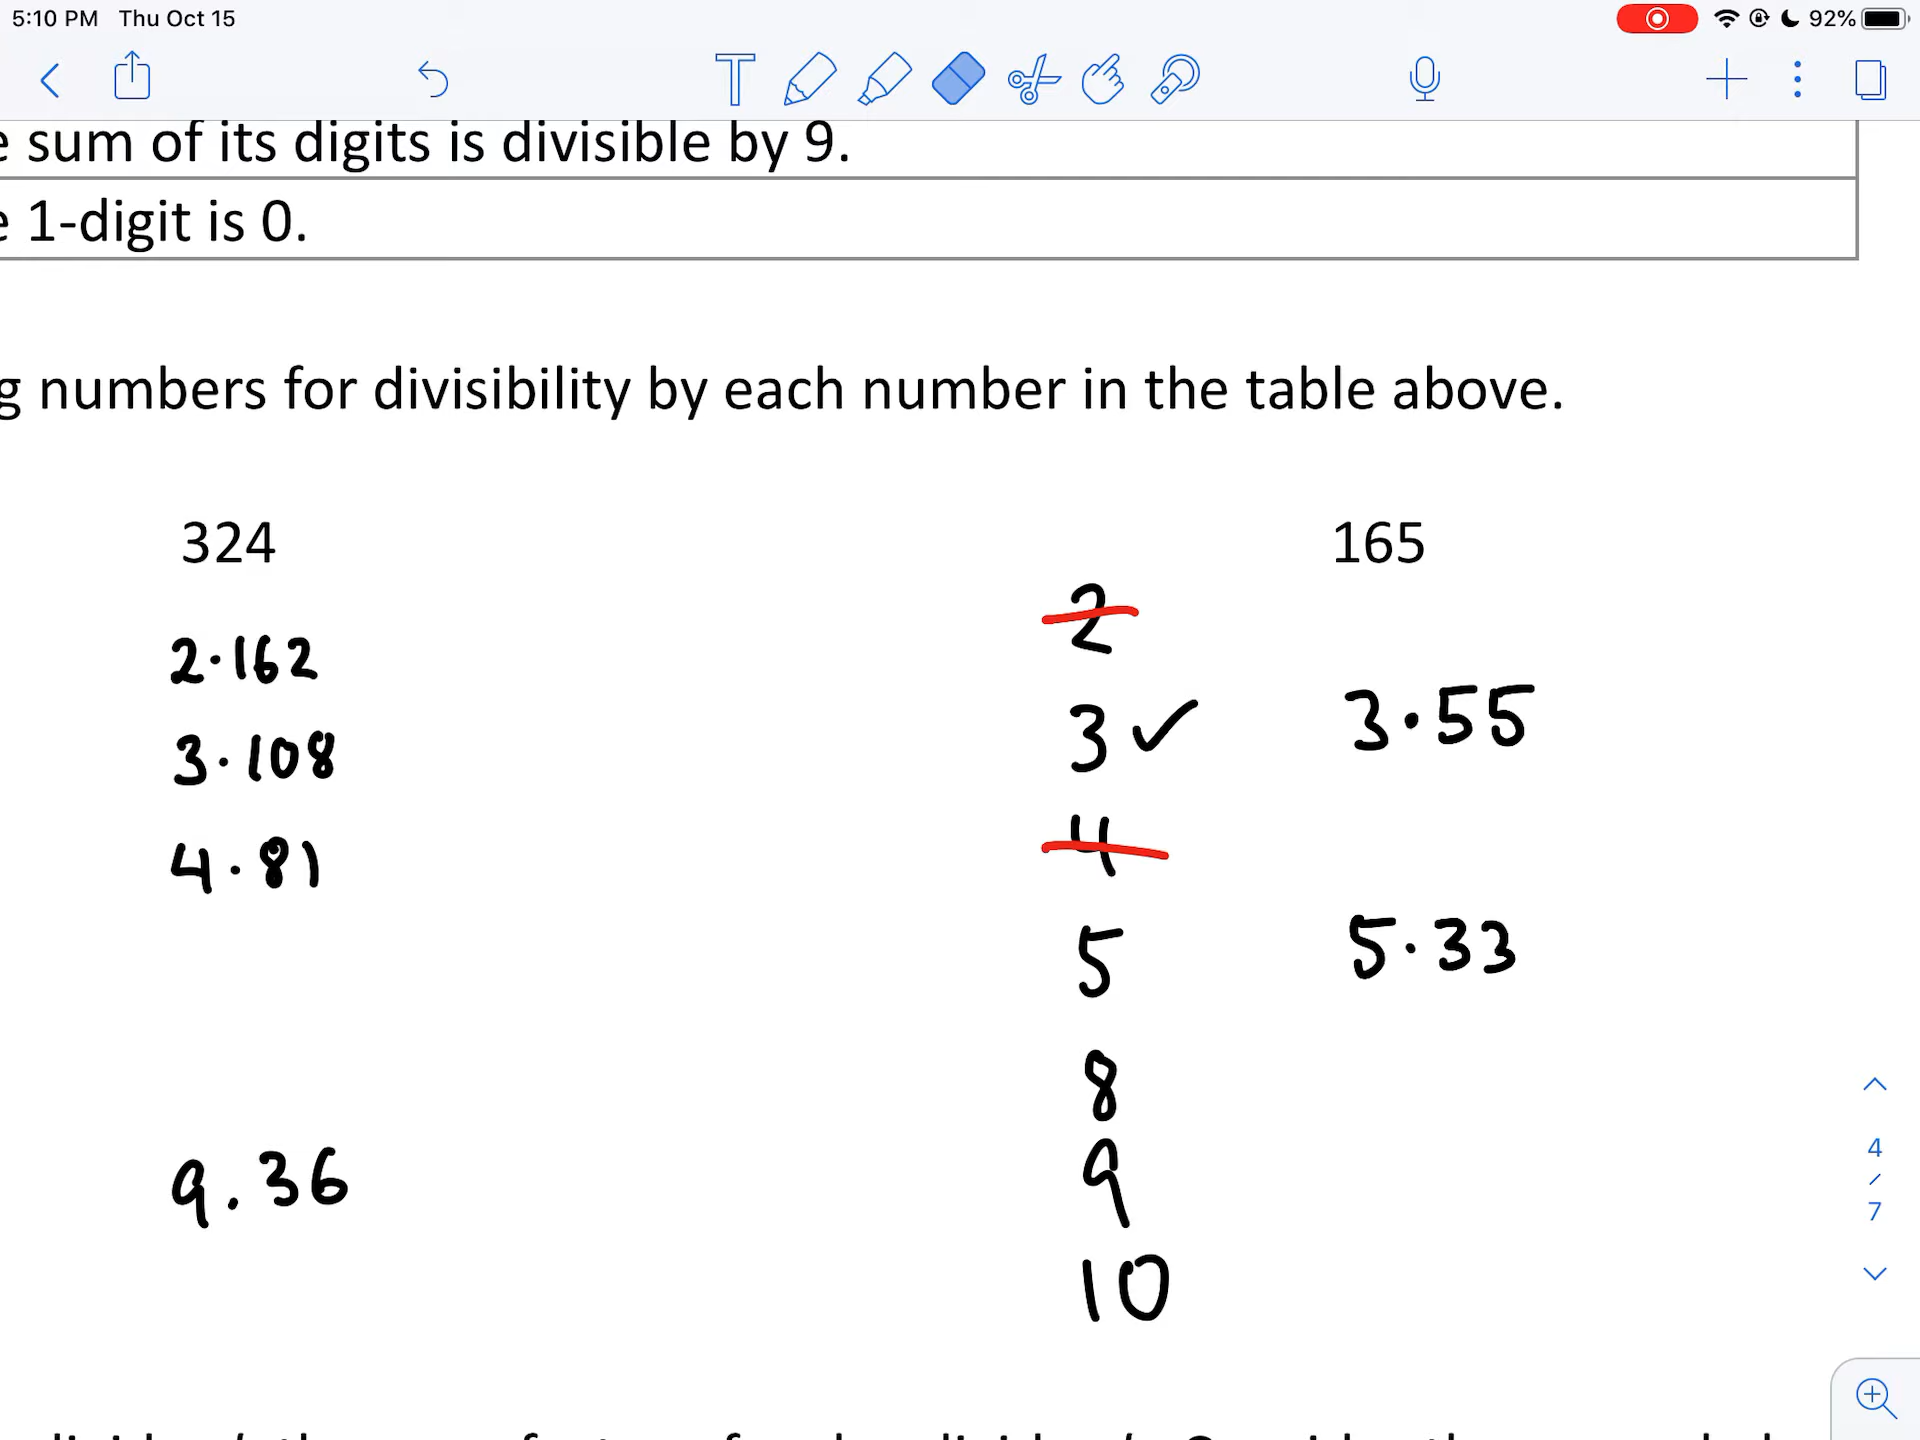 5:10 PM Thu Oct 15 92%
T
e sum of its digits is divisible by 9.
e 1-digit is 0.
g numbers for divisibility by each number in the table above.
324
2·162
3·108
4·81
9·36
165
2
3 ✓ 3·55
4
5 5·33
8
9
10
4
/
7